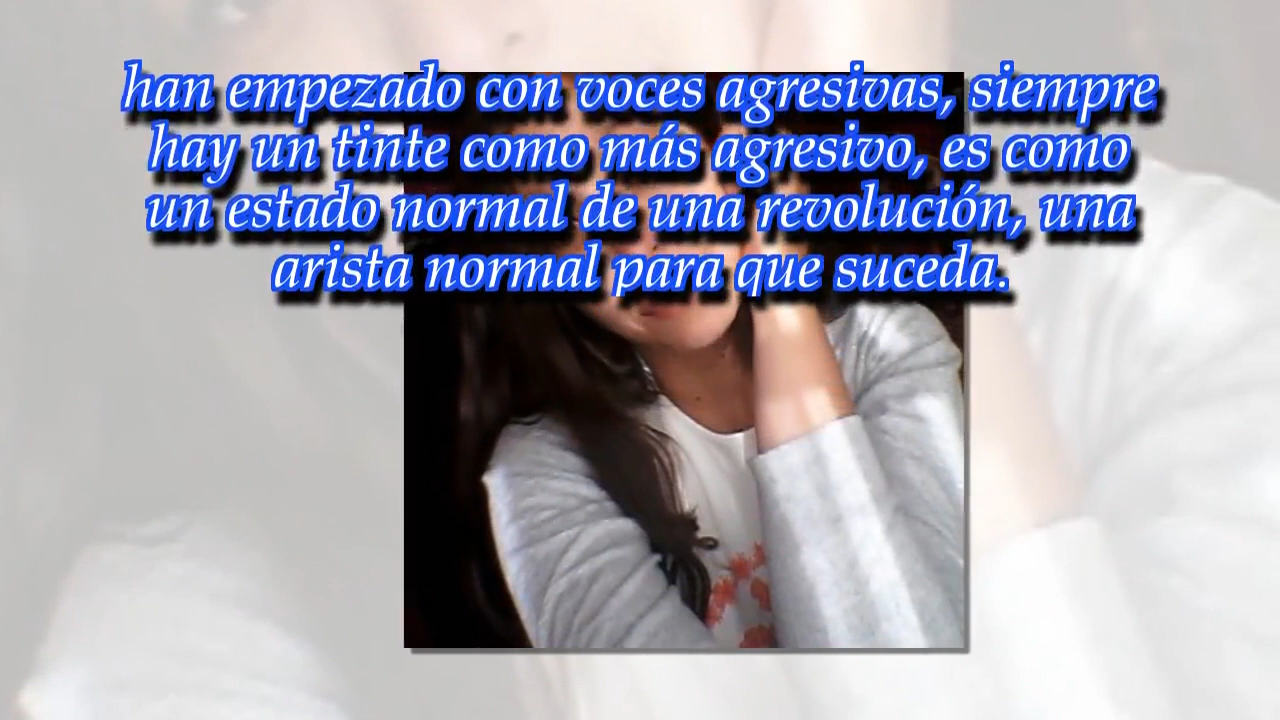 han empezado con voces agresivas, siempre
hay un tinte como más agresivo, es como
un estado normal de una revolución, una
arista normal para que suceda.